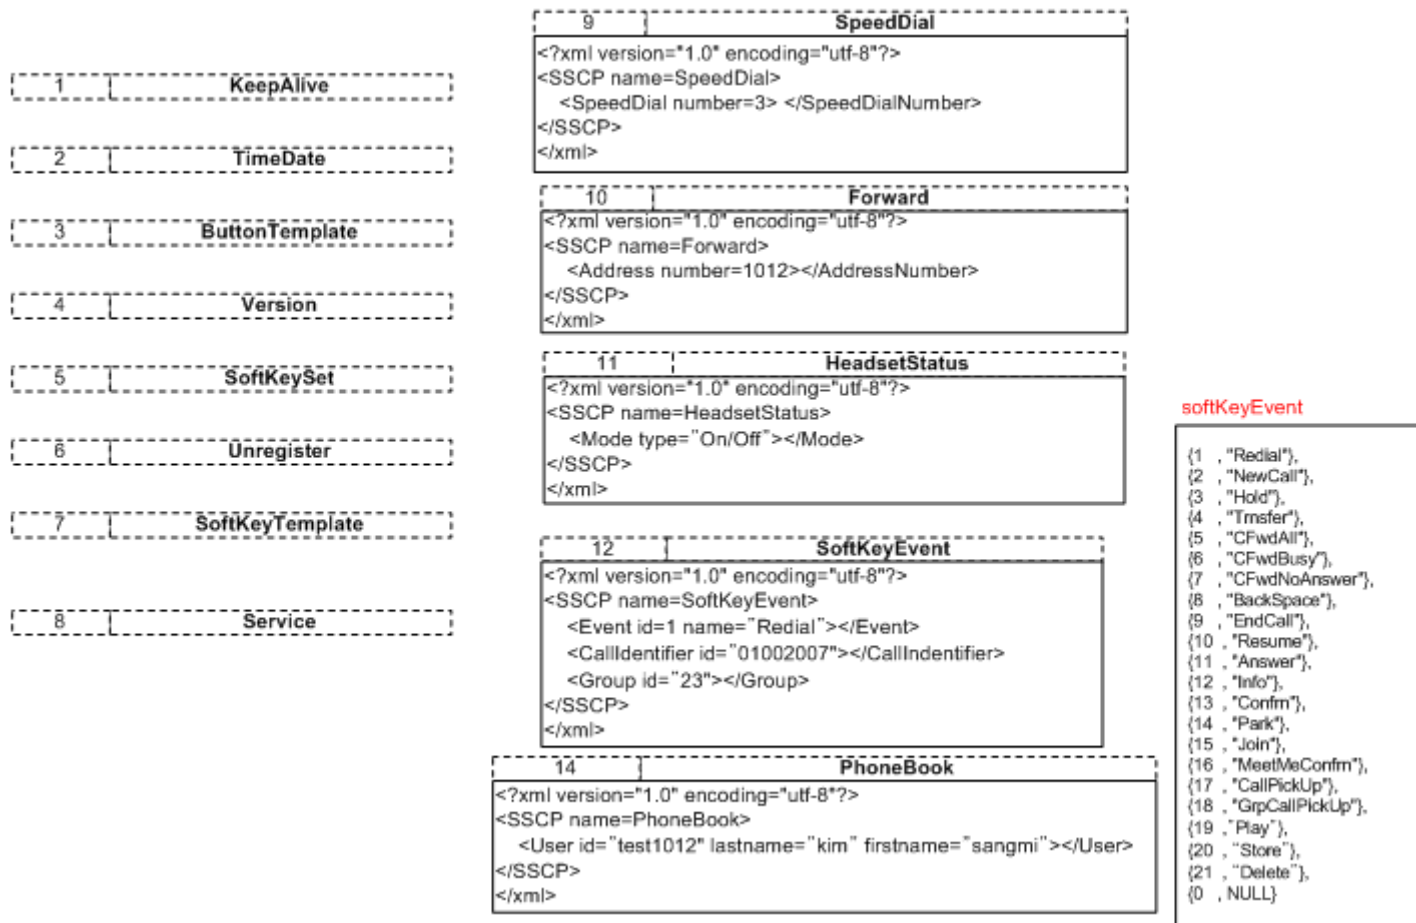 1 KeepAlive
2 TimeDate
3 ButtonTemplate
4 Version
5 SoftKeySet
6 Unregister
7 SoftKeyTemplate
8 Service
9 SpeedDial
<?xml version="1.0" encoding="utf-8"?>
<SSCP name=SpeedDial>
<SpeedDial number=3> </SpeedDialNumber>
</SSCP>
</xml>
10 Forward
<?xml version="1.0" encoding="utf-8"?>
<SSCP name=Forward>
<Address number=1012></AddressNumber>
</SSCP>
</xml>
11 HeadsetStatus
<?xml version="1.0" encoding="utf-8"?>
<SSCP name=HeadsetStatus>
<Mode type=¨On/Off¨></Mode>
</SSCP>
</xml>
12 SoftKeyEvent
<?xml version="1.0" encoding="utf-8"?>
<SSCP name=SoftKeyEvent>
<Event id=1 name=¨Redial¨></Event>
<CallIdentifier id=¨01002007"></CallIndentifier>
<Group id=¨23"></Group>
</SSCP>
</xml>
14 PhoneBook
<?xml version="1.0" encoding="utf-8"?>
<SSCP name=PhoneBook>
<User id=¨test1012" lastname=¨kim¨ firstname=¨sangmi¨></User>
</SSCP>
</xml>
softKeyEvent
{1 , "Redial"},
{2 , "NewCall"},
{3 , "Hold"},
{4 , "Trnsfer"},
{5 , "CFwdAll"},
{6 , "CFwdBusy"},
{7 , "CFwdNoAnswer"},
{8 , "BackSpace"},
{9 , "EndCall"},
{10 , "Resume"},
{11 , "Answer"},
{12 , "Info"},
{13 , "Confrn"},
{14 , "Park"},
{15 , "Join"},
{16 , "MeetMeConfrn"},
{17 , "CallPickUp"},
{18 , "GrpCallPickUp"},
{19 ,¨Play¨},
{20 , ¨Store¨},
{21 , ¨Delete¨},
{0 , NULL}